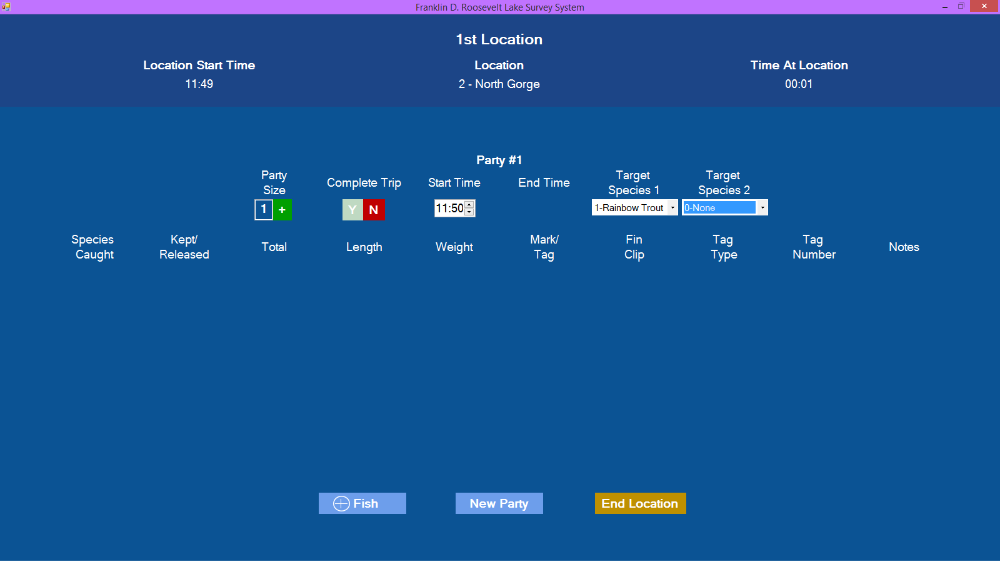 Franklin D. Roosevelt Lake Survey System
1st Location
Location Start Time
11:49
Location
2 - North Gorge
Time At Location
00:01
Party #1
Party
Size
1 +
Complete Trip
Y N
Start Time
11:50
End Time
Target
Species 1
1-Rainbow Trout
Target
Species 2
0-None
Species
Caught
Kept/
Released
Total
Length
Weight
Mark/
Tag
Fin
Clip
Tag
Type
Tag
Number
Notes
Fish
New Party
End Location